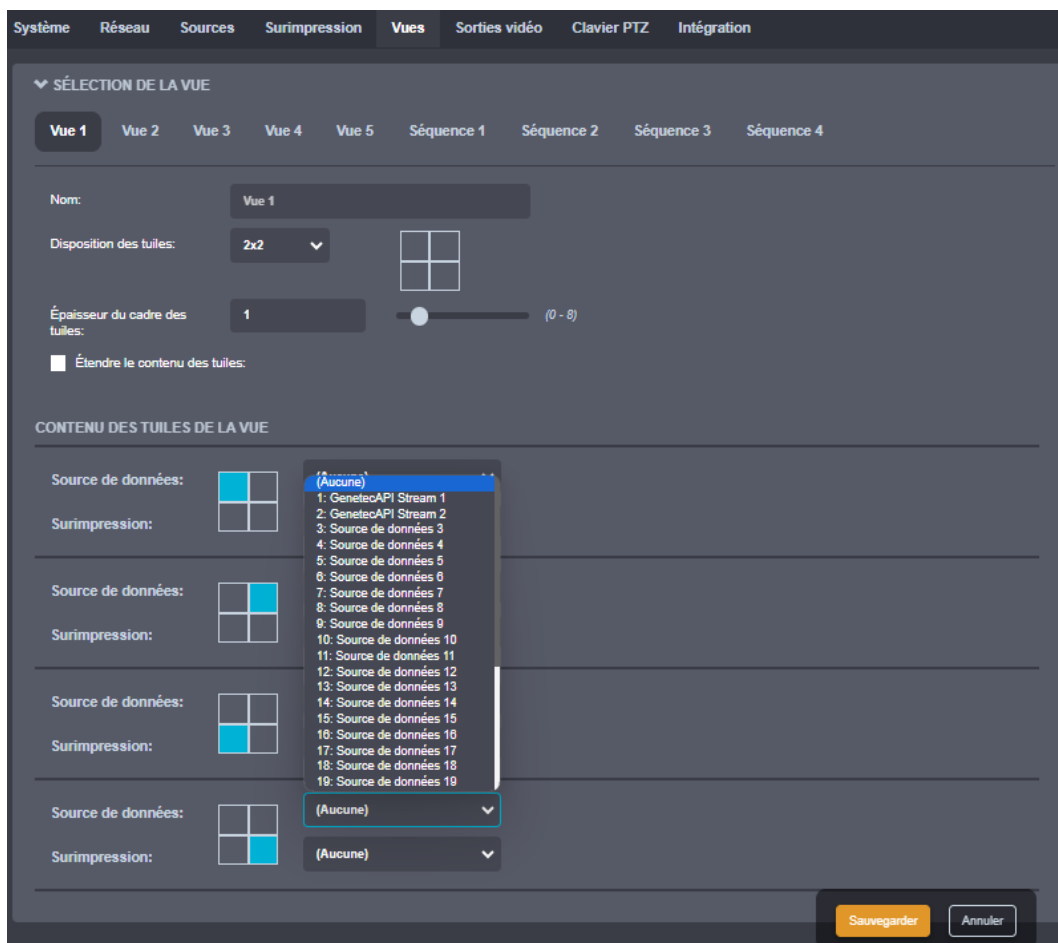 Système Réseau Sources Surimpression Vues Sorties vidéo Clavier PTZ Intégration
SÉLECTION DE LA VUE
Vue 1 Vue 2 Vue 3 Vue 4 Vue 5 Séquence 1 Séquence 2 Séquence 3 Séquence 4
Nom: Vue 1
Disposition des tuiles: 2x2
Épaisseur du cadre des
tuiles: 1 (0 - 8)
Étendre le contenu des tuiles:
CONTENU DES TUILES DE LA VUE
Source de données:
Surimpression:
Source de données:
Surimpression:
Source de données:
Surimpression:
(Aucune)
1: GenetecAPI Stream 1
2: GenetecAPI Stream 2
3: Source de données 3
4: Source de données 4
5: Source de données 5
6: Source de données 6
7: Source de données 7
8: Source de données 8
9: Source de données 9
10: Source de données 10
11: Source de données 11
12: Source de données 12
13: Source de données 13
14: Source de données 14
15: Source de données 15
16: Source de données 16
17: Source de données 17
18: Source de données 18
19: Source de données 19
Source de données: (Aucune)
Surimpression: (Aucune)
Sauvegarder Annuler